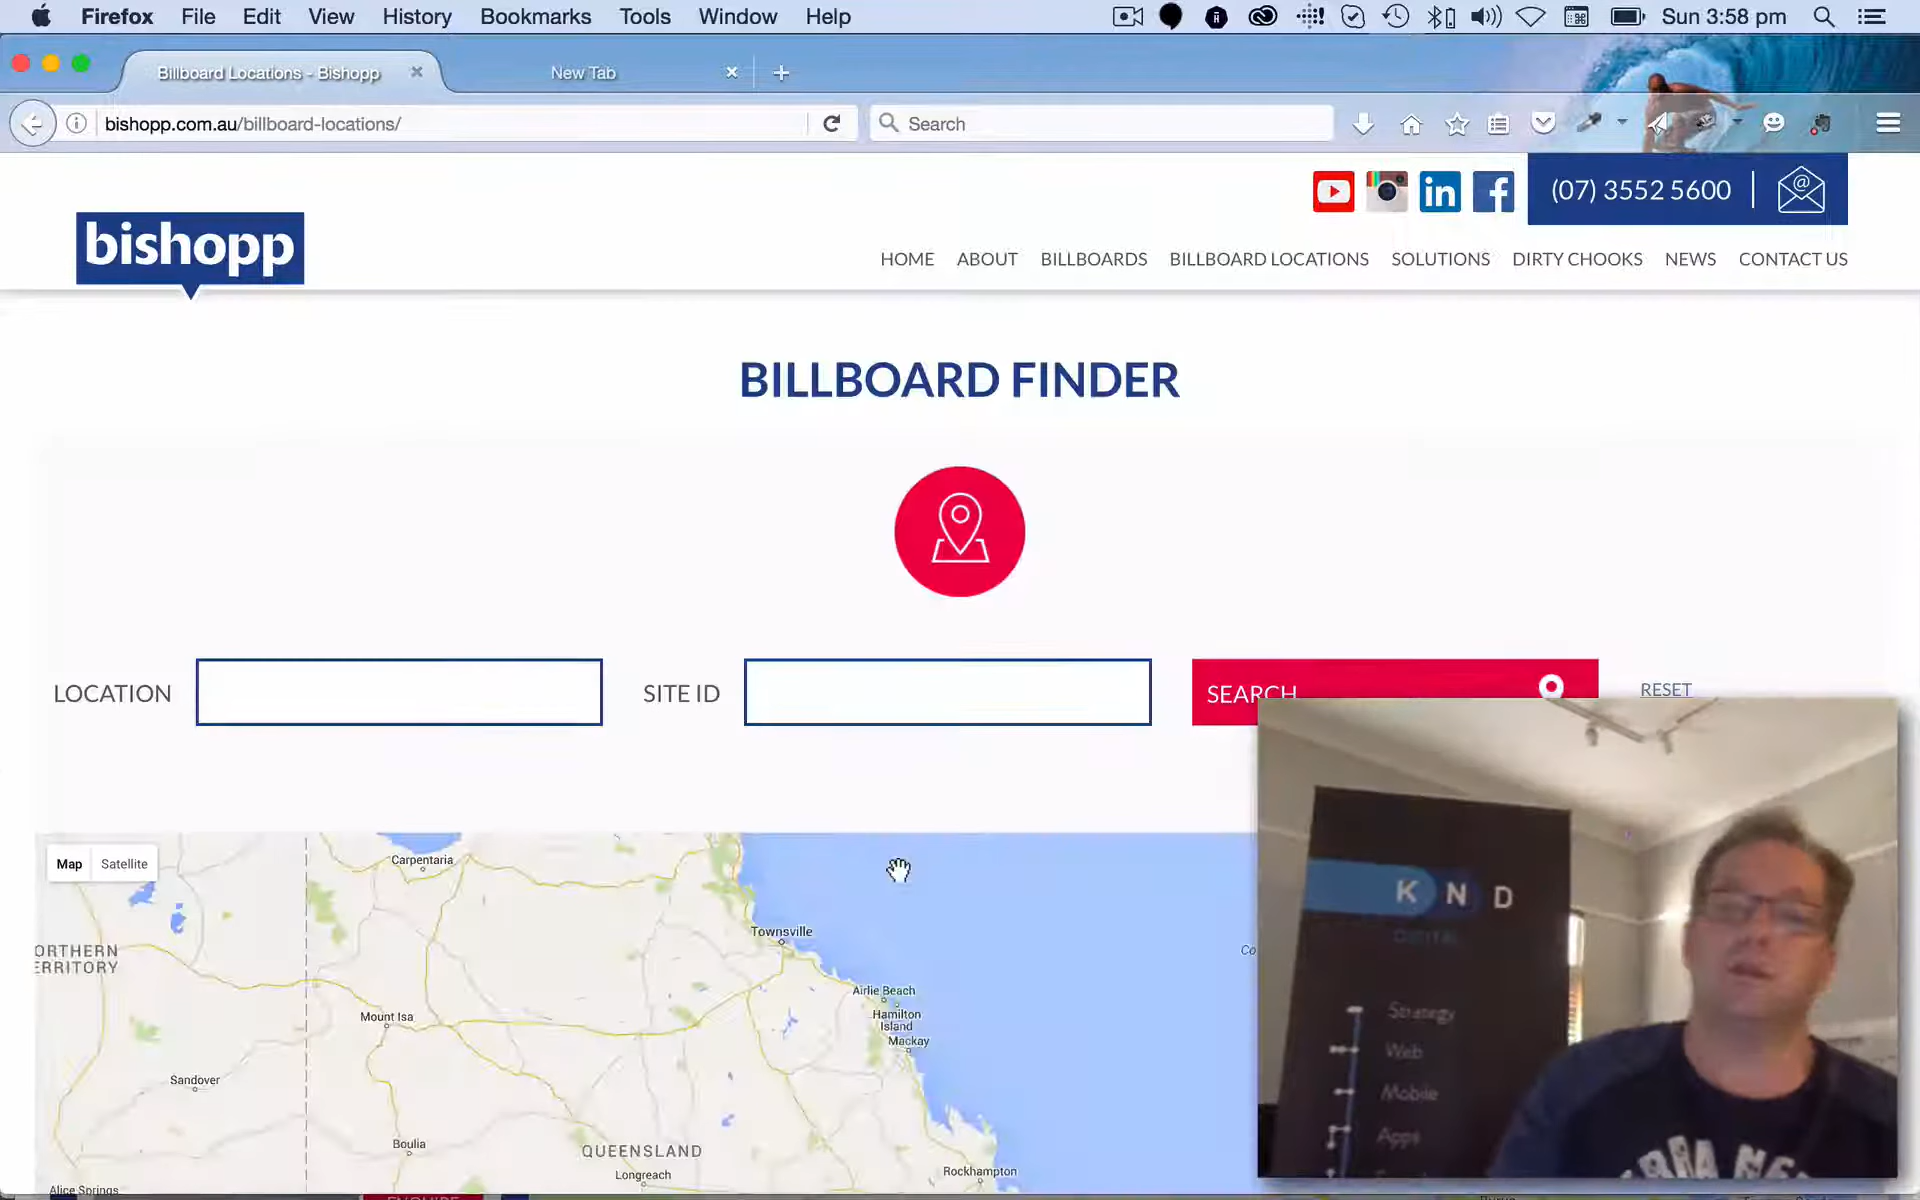 Firefox File Edit View History Bookmarks Tools Window Help Sun 3:58 pm
Billboard Locations - Bishopp New Tab
bishopp.com.au/billboard-locations/ Search
(07) 3552 5600
bishopp
HOME ABOUT BILLBOARDS BILLBOARD LOCATIONS SOLUTIONS DIRTY CHOOKS NEWS CONTACT US
BILLBOARD FINDER
LOCATION SITE ID SEARCH RESET
Map Satellite
Carpentaria
Townsville
ORTHERN
ERRITORY
Airlie Beach
Hamilton
Island
Mount Isa
Mackay
Sandover
Boulia
QUEENSLAND
Longreach
Rockhampton
Alice Springs
Co
K N D
DIGITAL
Strategy
Web
Mobile
Apps